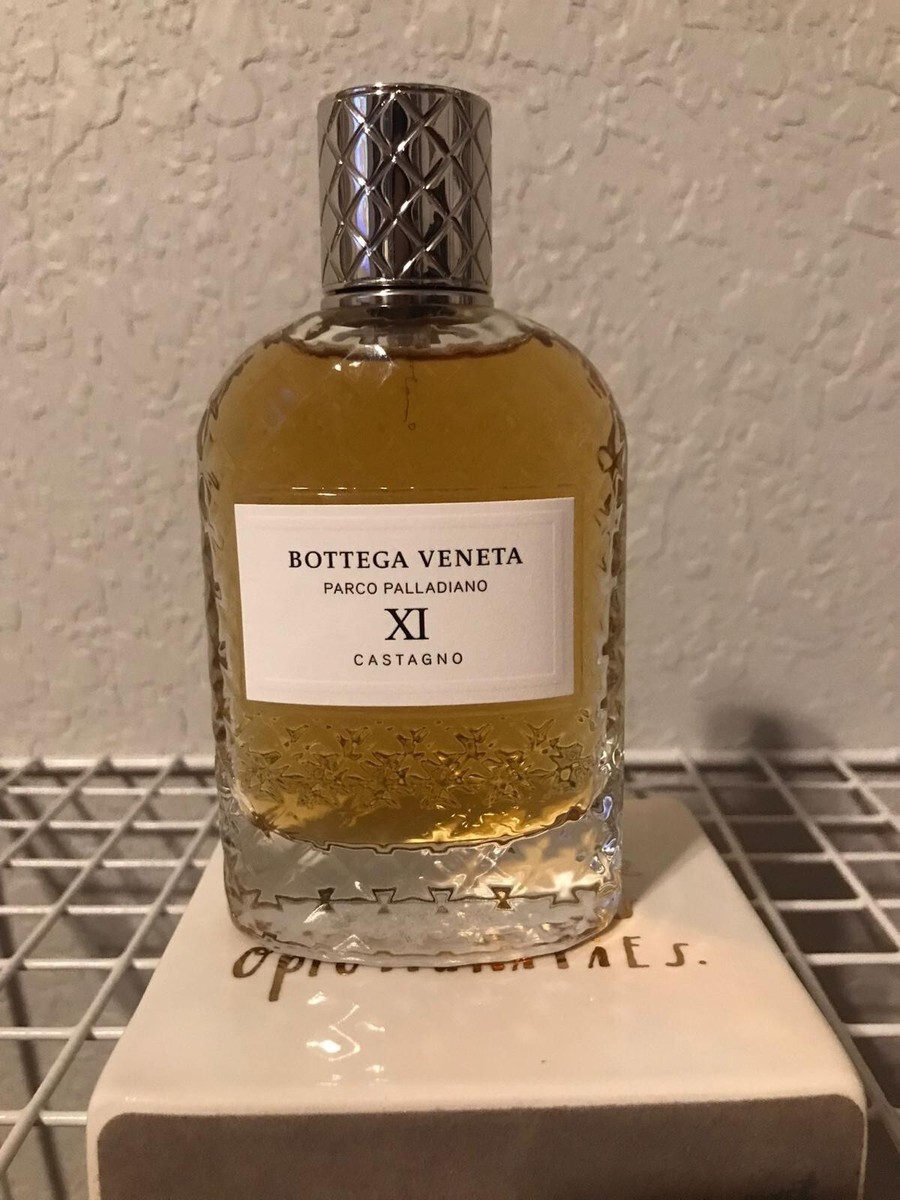 BOTTEGA VENETA
PARCO PALLADIANO
XI
CASTAGNO